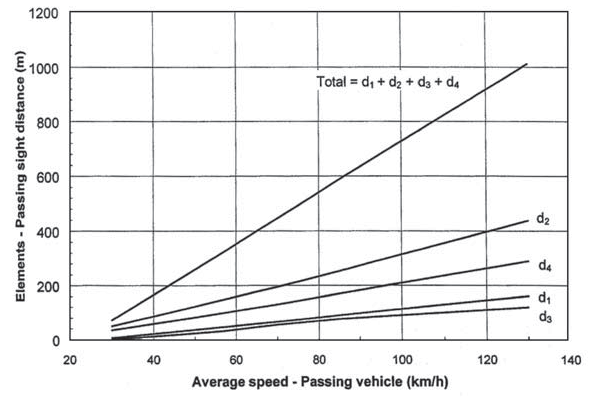 1200
1000
800
600
400
200
0
Elements - Passing sight distance (m)
Total = d₁ + d₂ + d₃ + d₄
d₂
d₄
d₁
d₃
20 40 60 80 100 120 140
Average speed - Passing vehicle (km/h)